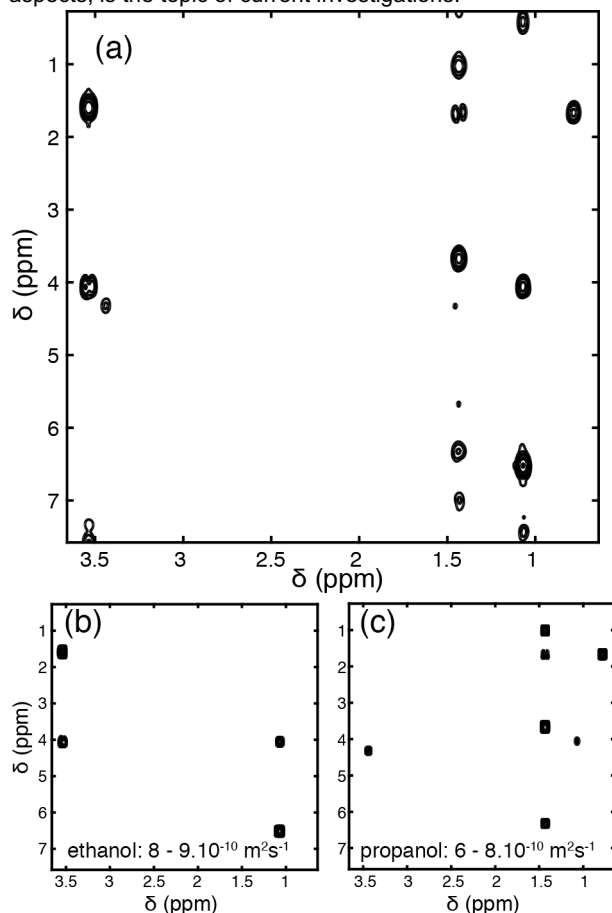 aspects, is the topic of current investigations.
(a)
1
2
3
4
5
6
7
δ (ppm)
3.5 3 2.5 2 1.5 1
δ (ppm)
(b)
1
2
3
4
5
6
7
δ (ppm)
ethanol: 8 - 9.10⁻¹⁰ m²s⁻¹
3.5 3 2.5 2 1.5 1
δ (ppm)
(c)
1
2
3
4
5
6
7
propanol: 6 - 8.10⁻¹⁰ m²s⁻¹
3.5 3 2.5 2 1.5 1
δ (ppm)